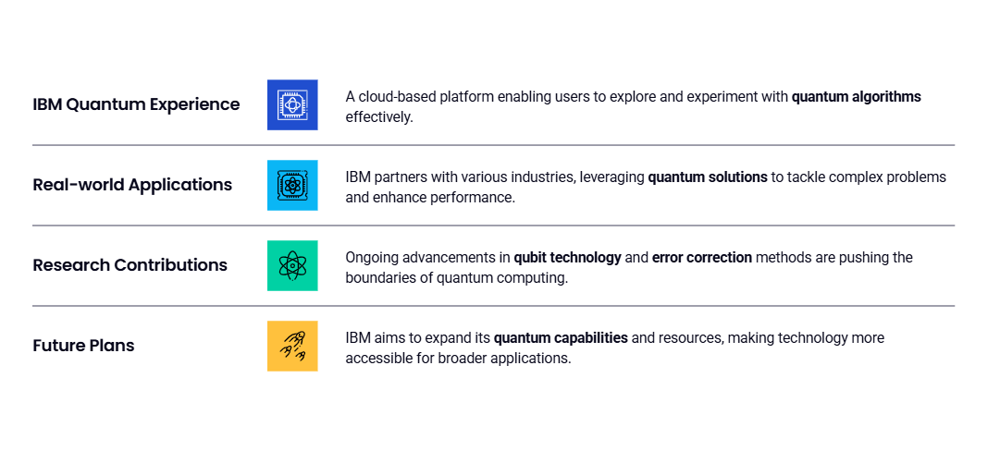 IBM Quantum Experience
A cloud-based platform enabling users to explore and experiment with quantum algorithms
effectively.
Real-world Applications
IBM partners with various industries, leveraging quantum solutions to tackle complex problems
and enhance performance.
Research Contributions
Ongoing advancements in qubit technology and error correction methods are pushing the
boundaries of quantum computing.
Future Plans
IBM aims to expand its quantum capabilities and resources, making technology more
accessible for broader applications.